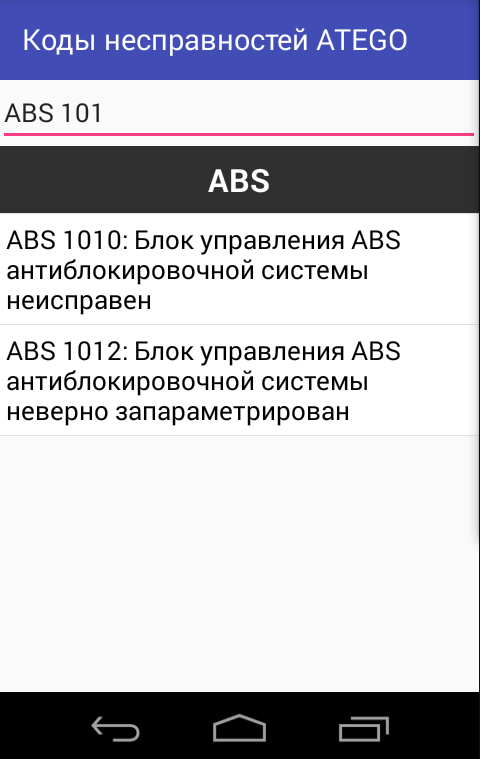 Коды несправностей ATEGO
ABS 101
ABS
ABS 1010: Блок управления ABS
антиблокировочной системы
неисправен
ABS 1012: Блок управления ABS
антиблокировочной системы
неверно запараметрирован